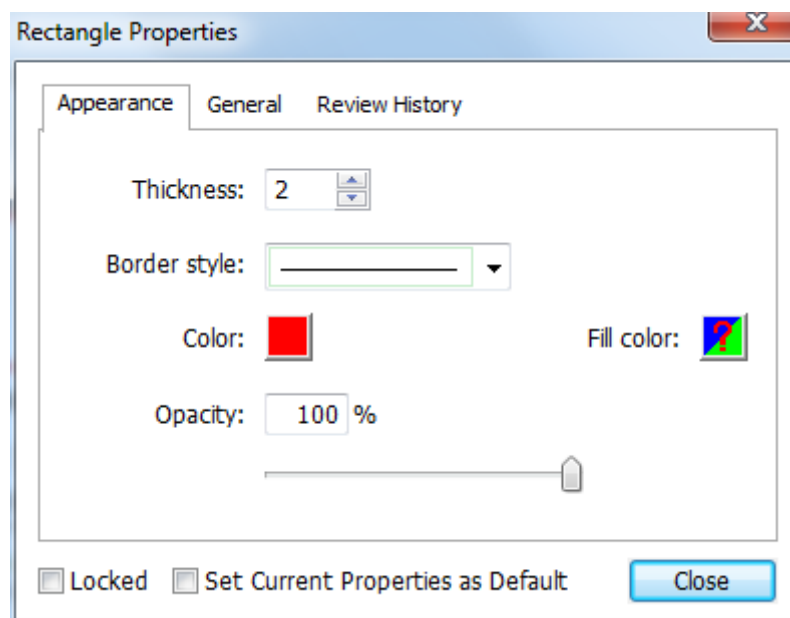 Rectangle Properties
Appearance General Review History
Thickness: 2
Border style:
Color: Fill color: ?
Opacity: 100 %
Locked Set Current Properties as Default Close